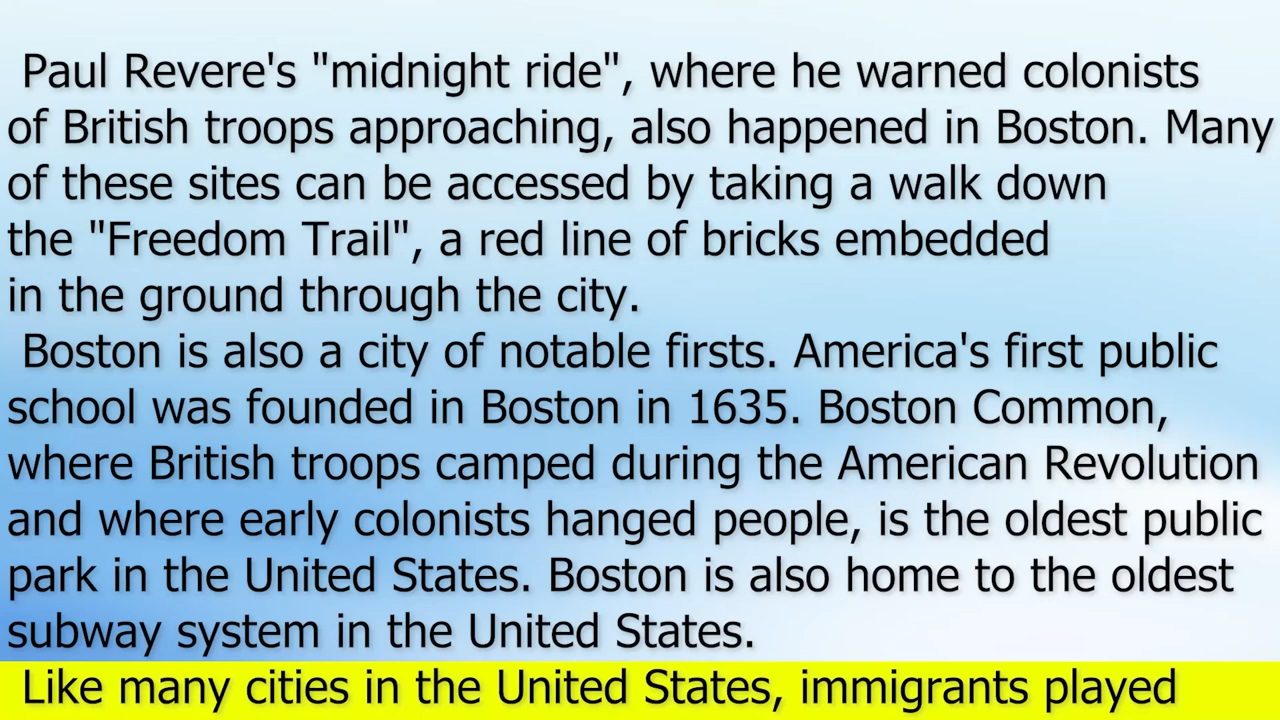 Paul Revere's "midnight ride", where he warned colonists
of British troops approaching, also happened in Boston. Many
of these sites can be accessed by taking a walk down
the "Freedom Trail", a red line of bricks embedded
in the ground through the city.
Boston is also a city of notable firsts. America's first public
school was founded in Boston in 1635. Boston Common,
where British troops camped during the American Revolution
and where early colonists hanged people, is the oldest public
park in the United States. Boston is also home to the oldest
subway system in the United States.
Like many cities in the United States, immigrants played